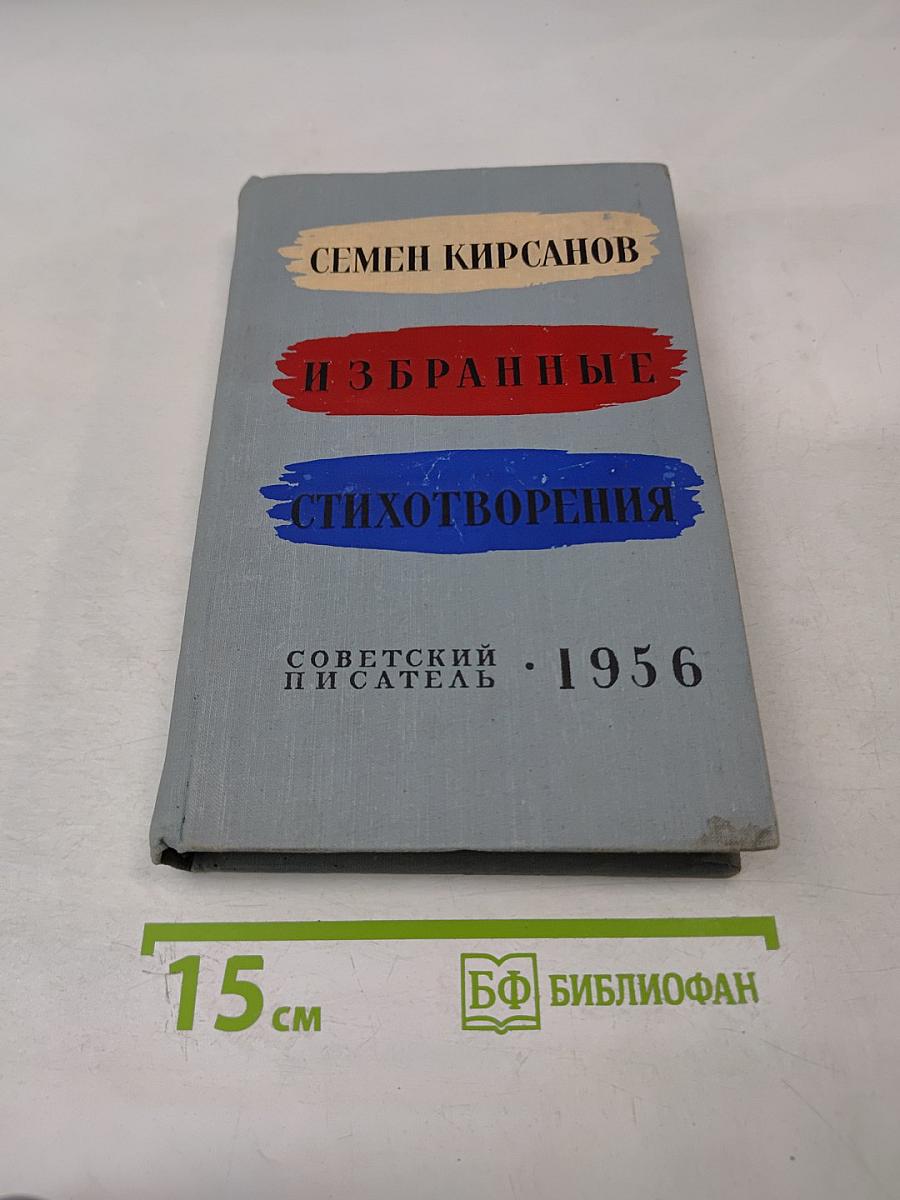 СЕМЕН КИРСАНОВ
ИЗБРАННЫЕ
СТИХОТВОРЕНИЯ
СОВЕТСКИЙ
ПИСАТЕЛЬ · 1956
15 см
БФ БИБЛИОФАН